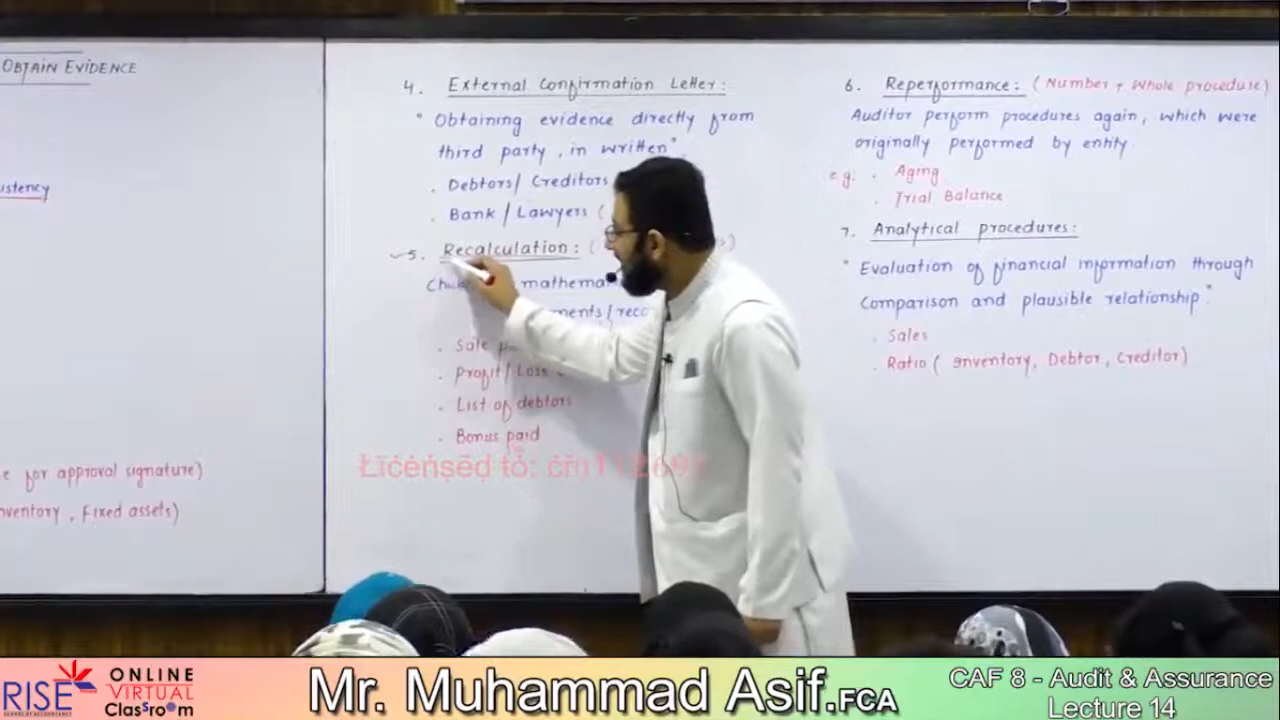 OBTAIN EVIDENCE
istency
e for approval signature)
nventory , Fixed assets)
4. External Confirmation Letter:
" Obtaining evidence directly from
third party , in written"
. Debtors/ Creditors
. Bank / Lawyers (
5. Recalculation: (
mathema
ments/ reco
. Sale
. Profit/ Loss
. List of debtors
. Bonus paid
6. Reperformance: (Number + Whole procedure)
Auditor perform procedures again, which were
originally performed by entity.
eg: . Aging
. Trial Balance
7. Analytical procedures:
" Evaluation of financial information through
Comparison and plausible relationship."
. Sales
. Ratio ( Inventory, Debtor, Creditor)
Licensed to:
RISE
SCHOOL OF ACCOUNTANCY
ONLINE
VIRTUAL
Classroom
Mr. Muhammad Asif.FCA
CAF 8 - Audit & Assurance
Lecture 14